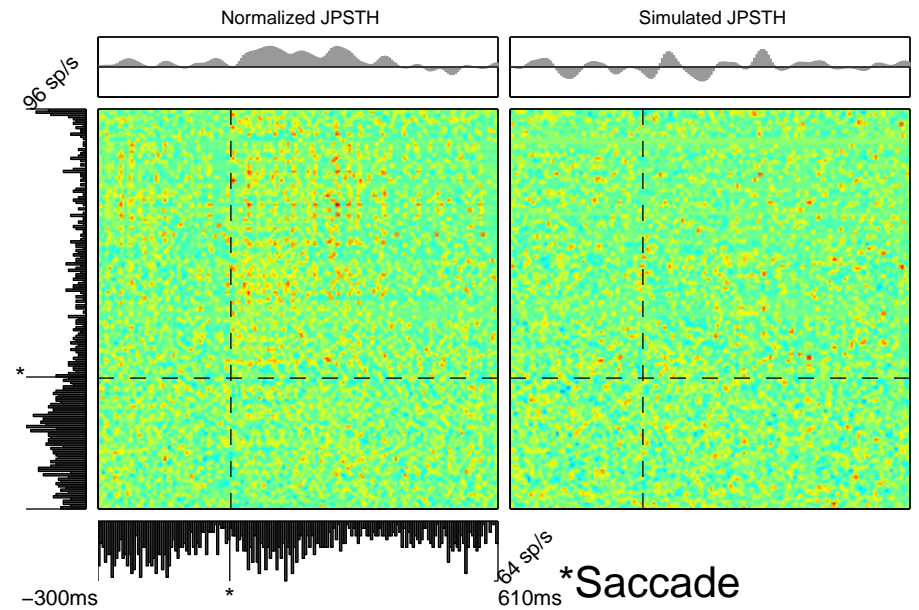 Normalized JPSTH
Simulated JPSTH
96 sp/s
*
64 sp/s
−300ms
*
610ms
*Saccade